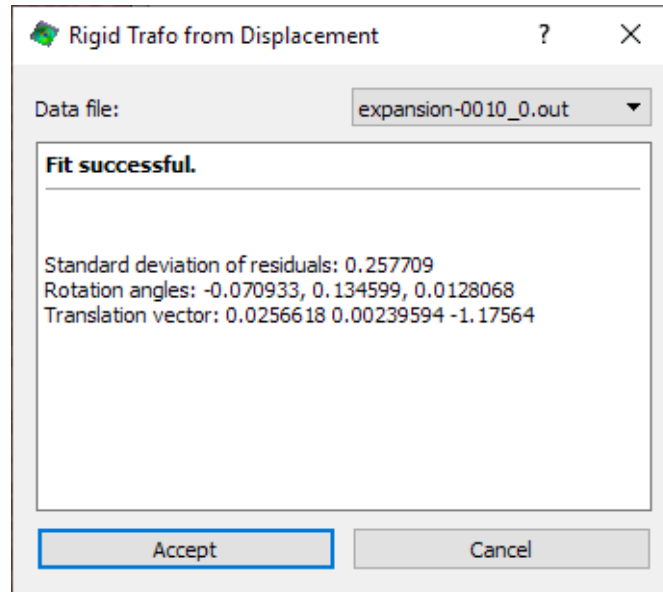 Rigid Trafo from Displacement ?
Data file: expansion-0010_0.out
Fit successful.
Standard deviation of residuals: 0.257709
Rotation angles: -0.070933, 0.134599, 0.0128068
Translation vector: 0.0256618 0.00239594 -1.17564
Accept Cancel